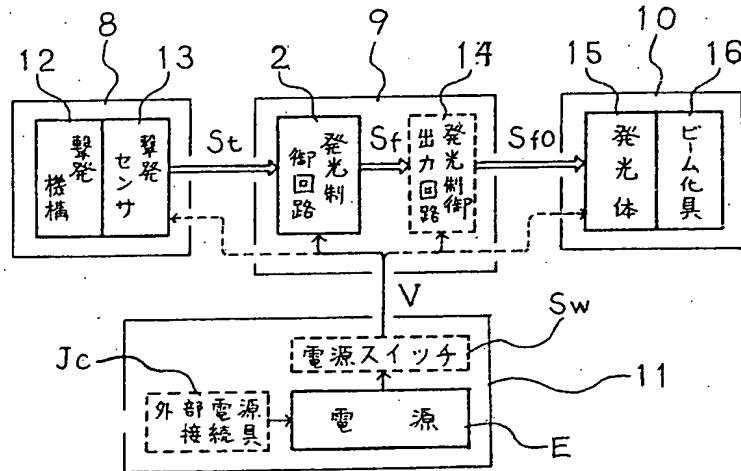 8
9
10
12
13
2
14
15
16
撃発
機構
撃発
センサ
St
発光制
御回路
Sf
発光制御
出力回路
Sf0
発光体
ビーム化具
V
Sw
電源スイッチ
Jc
外部電源
接続具
電源
11
E